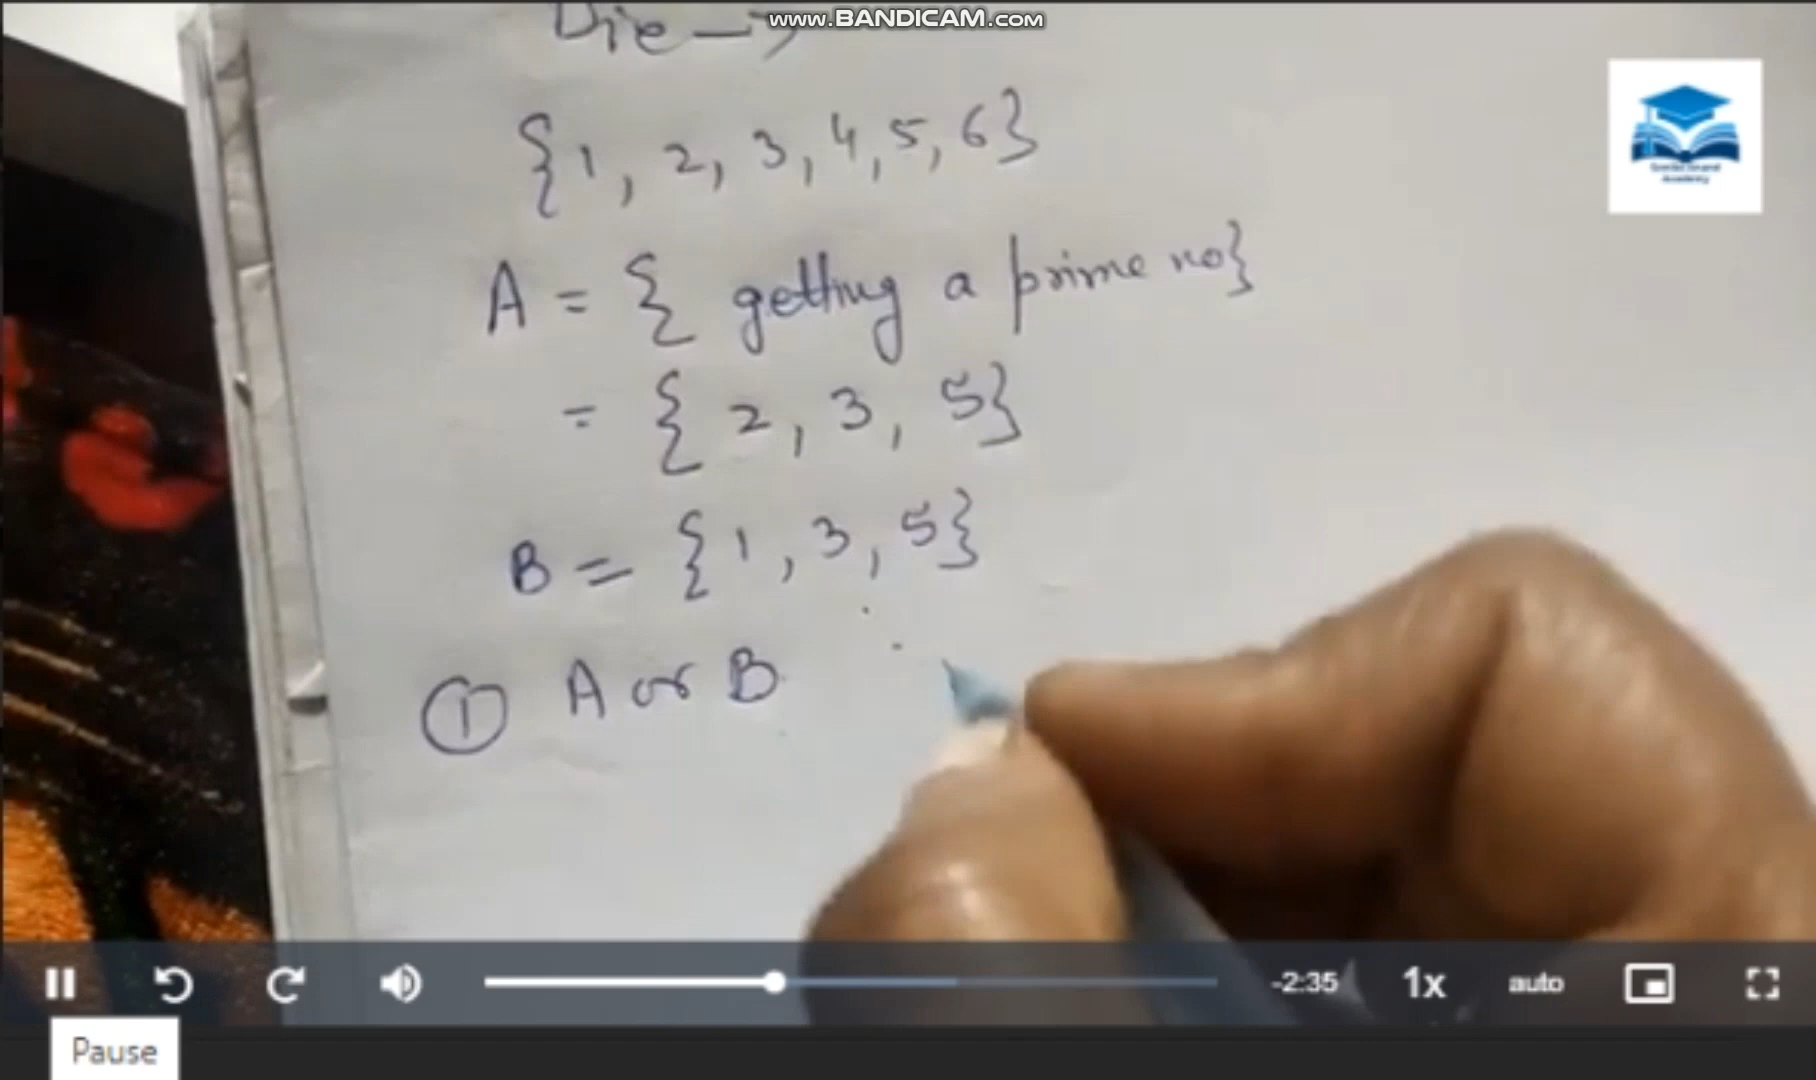 www.BANDICAM.com
Die →
{1, 2, 3, 4, 5, 6}
A = { getting a prime no}
= { 2, 3, 5}
B = {1, 3, 5}
① A or B
-2:35 1x auto
Pause